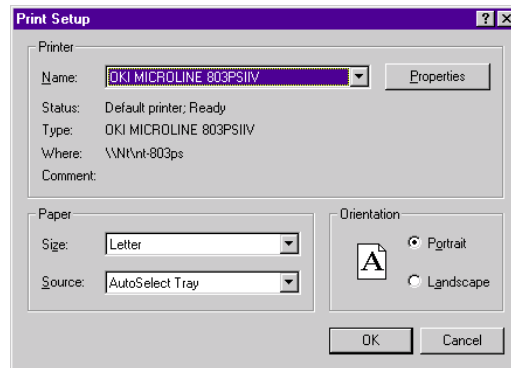 Print Setup
Printer
Name: OKI MICROLINE 803PSIIV Properties
Status: Default printer; Ready
Type: OKI MICROLINE 803PSIIV
Where: \\Nt\nt-803ps
Comment:
Paper
Size: Letter
Source: AutoSelect Tray
Orientation
A
Portrait
Landscape
OK Cancel